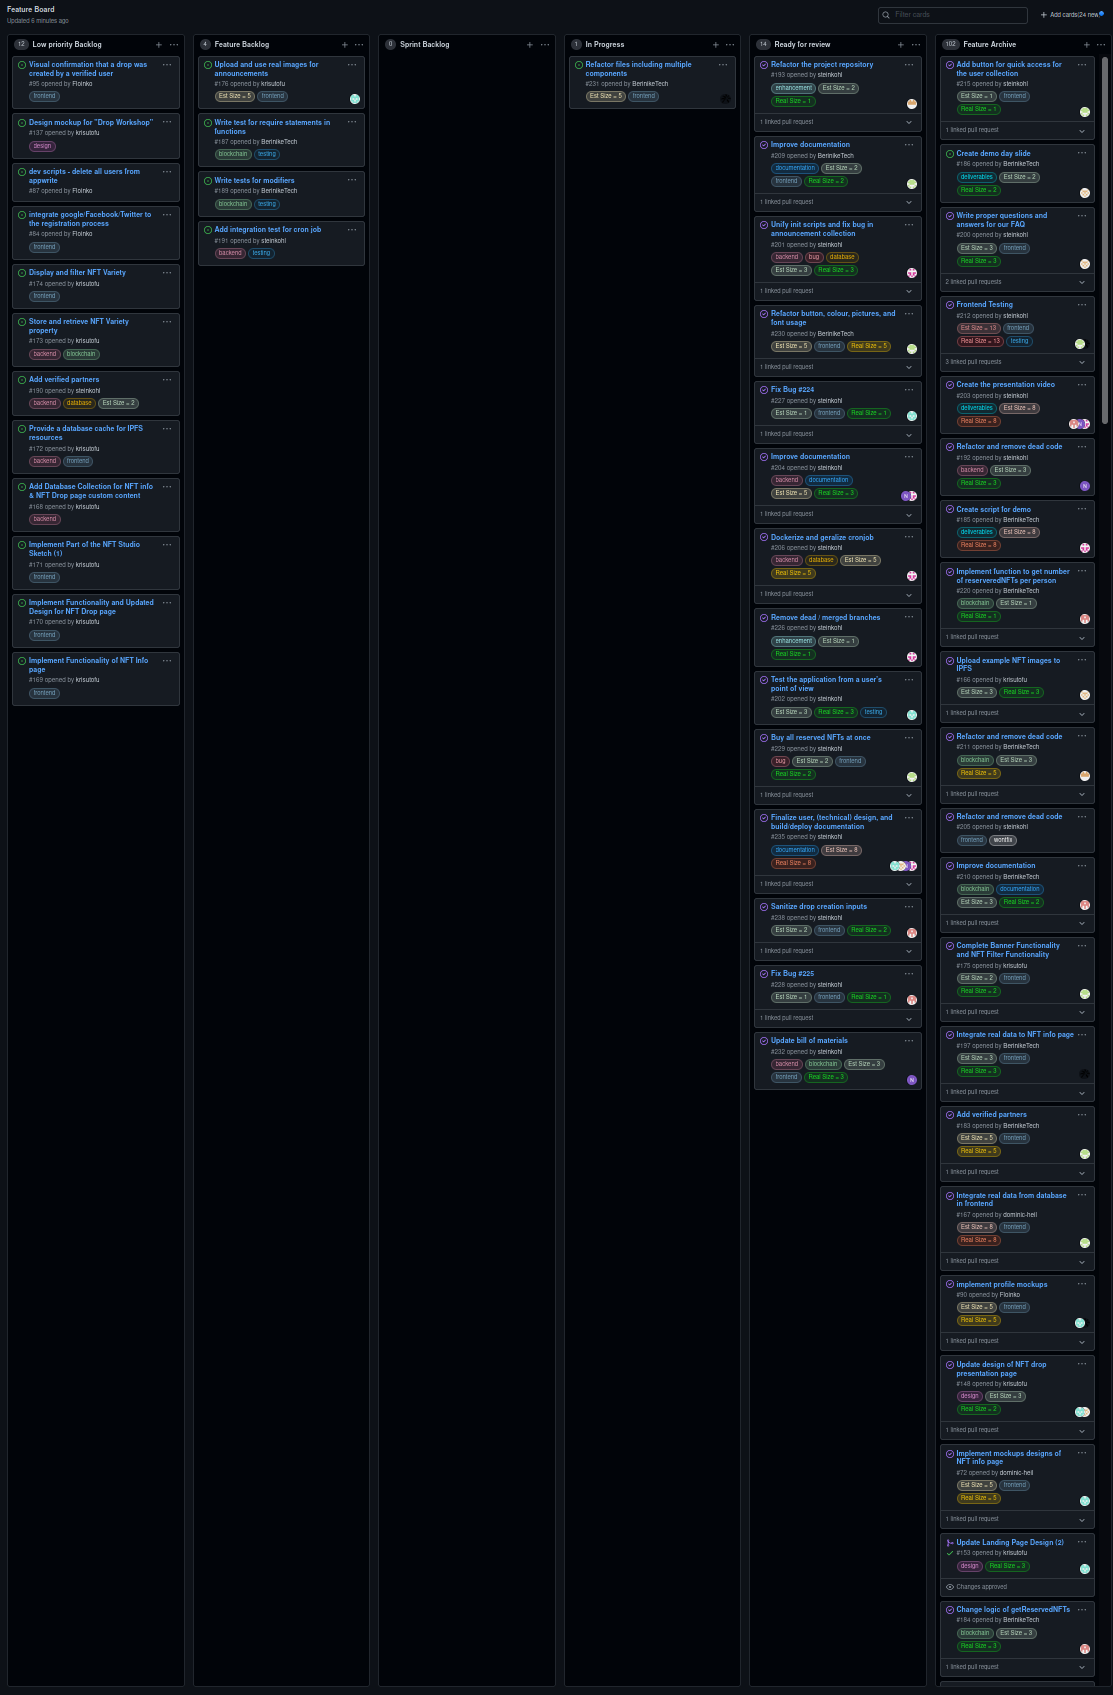 Feature Board
Updated 6 minutes ago
Filter cards
+ Add cards(24 new)
12 Low priority Backlog
Visual confirmation that a drop was
created by a verified user
#95 opened by Floinko
frontend
Design mockup for "Drop Workshop"
#137 opened by krisutofu
design
dev scripts - delete all users from
appwrite
#87 opened by Floinko
integrate google/Facebook/Twitter to
the registration process
#84 opened by Floinko
frontend
Display and filter NFT Variety
#174 opened by krisutofu
frontend
Store and retrieve NFT Variety
property
#173 opened by krisutofu
backend blockchain
Add verified partners
#190 opened by steinkohl
backend database Est Size = 2
Provide a database cache for IPFS
resources
#172 opened by krisutofu
backend frontend
Add Database Collection for NFT info
& NFT Drop page custom content
#168 opened by krisutofu
backend
Implement Part of the NFT Studio
Sketch (1)
#171 opened by krisutofu
frontend
Implement Functionality and Updated
Design for NFT Drop page
#170 opened by krisutofu
frontend
Implement Functionality of NFT Info
page
#169 opened by krisutofu
frontend
4 Feature Backlog
Upload and use real images for
announcements
#176 opened by krisutofu
Est Size = 5 frontend
Write test for require statements in
functions
#187 opened by BerinikeTech
blockchain testing
Write tests for modifiers
#189 opened by BerinikeTech
blockchain testing
Add integration test for cron job
#191 opened by steinkohl
backend testing
0 Sprint Backlog
1 In Progress
Refactor files including multiple
components
#231 opened by BerinikeTech
Est Size = 5 frontend
14 Ready for review
Refactor the project repository
#193 opened by steinkohl
enhancement Est Size = 2
Real Size = 1
1 linked pull request
Improve documentation
#209 opened by BerinikeTech
documentation Est Size = 2
frontend Real Size = 2
1 linked pull request
Unify init scripts and fix bug in
announcement collection
#201 opened by steinkohl
backend bug database
Est Size = 3 Real Size = 3
1 linked pull request
Refactor button, colour, pictures, and
font usage
#230 opened by BerinikeTech
Est Size = 5 frontend Real Size = 5
1 linked pull request
Fix Bug #224
#227 opened by steinkohl
Est Size = 1 frontend Real Size = 1
1 linked pull request
Improve documentation
#204 opened by steinkohl
backend documentation
Est Size = 5 Real Size = 3
N
1 linked pull request
Dockerize and geralize cronjob
#206 opened by steinkohl
backend database Est Size = 5
Real Size = 5
1 linked pull request
Remove dead / merged branches
#226 opened by steinkohl
enhancement Est Size = 1
Real Size = 1
Test the application from a user's
point of view
#202 opened by steinkohl
Est Size = 3 Real Size = 3 testing
Buy all reserved NFTs at once
#229 opened by steinkohl
bug Est Size = 2 frontend
Real Size = 2
1 linked pull request
Finalize user, (technical) design, and
build/deploy documentation
#235 opened by steinkohl
documentation Est Size = 8
Real Size = 8
1 linked pull request
Sanitize drop creation inputs
#238 opened by steinkohl
Est Size = 2 frontend Real Size = 2
1 linked pull request
Fix Bug #225
#228 opened by steinkohl
Est Size = 1 frontend Real Size = 1
1 linked pull request
Update bill of materials
#232 opened by steinkohl
backend blockchain Est Size = 3
frontend Real Size = 3
N
102 Feature Archive
Add button for quick access for
the user collection
#215 opened by steinkohl
Est Size = 1 frontend
Real Size = 1
1 linked pull request
Create demo day slide
#186 opened by BerinikeTech
deliverables Est Size = 2
Real Size = 2
Write proper questions and
answers for our FAQ
#200 opened by steinkohl
Est Size = 3 frontend
Real Size = 3
2 linked pull requests
Frontend Testing
#212 opened by steinkohl
Est Size = 13 frontend
Real Size = 13 testing
3 linked pull requests
Create the presentation video
#203 opened by steinkohl
deliverables Est Size = 8
Real Size = 8
N
Refactor and remove dead code
#192 opened by steinkohl
backend Est Size = 3
Real Size = 3
N
Create script for demo
#185 opened by BerinikeTech
deliverables Est Size = 8
Real Size = 8
Implement function to get number
of reserveredNFTs per person
#220 opened by BerinikeTech
blockchain Est Size = 1
Real Size = 1
1 linked pull request
Upload example NFT images to
IPFS
#166 opened by krisutofu
Est Size = 3 Real Size = 3
1 linked pull request
Refactor and remove dead code
#211 opened by BerinikeTech
blockchain Est Size = 3
Real Size = 5
1 linked pull request
Refactor and remove dead code
#205 opened by steinkohl
frontend wontfix
Improve documentation
#210 opened by BerinikeTech
blockchain documentation
Est Size = 3 Real Size = 2
1 linked pull request
Complete Banner Functionality
and NFT Filter Functionality
#175 opened by krisutofu
Est Size = 2 frontend
Real Size = 2
1 linked pull request
Integrate real data to NFT info page
#197 opened by BerinikeTech
Est Size = 3 frontend
Real Size = 3
1 linked pull request
Add verified partners
#183 opened by BerinikeTech
Est Size = 5 frontend
Real Size = 5
1 linked pull request
Integrate real data from database
in frontend
#167 opened by dominic-heil
Est Size = 8 frontend
Real Size = 8
1 linked pull request
implement profile mockups
#90 opened by Floinko
Est Size = 5 frontend
Real Size = 5
1 linked pull request
Update design of NFT drop
presentation page
#148 opened by krisutofu
design Est Size = 3
Real Size = 2
1 linked pull request
Implement mockups designs of
NFT info page
#72 opened by dominic-heil
Est Size = 5 frontend
Real Size = 5
1 linked pull request
Update Landing Page Design (2)
#153 opened by krisutofu
design Real Size = 3
Changes approved
Change logic of getReservedNFTs
#184 opened by BerinikeTech
blockchain Est Size = 3
Real Size = 3
1 linked pull request